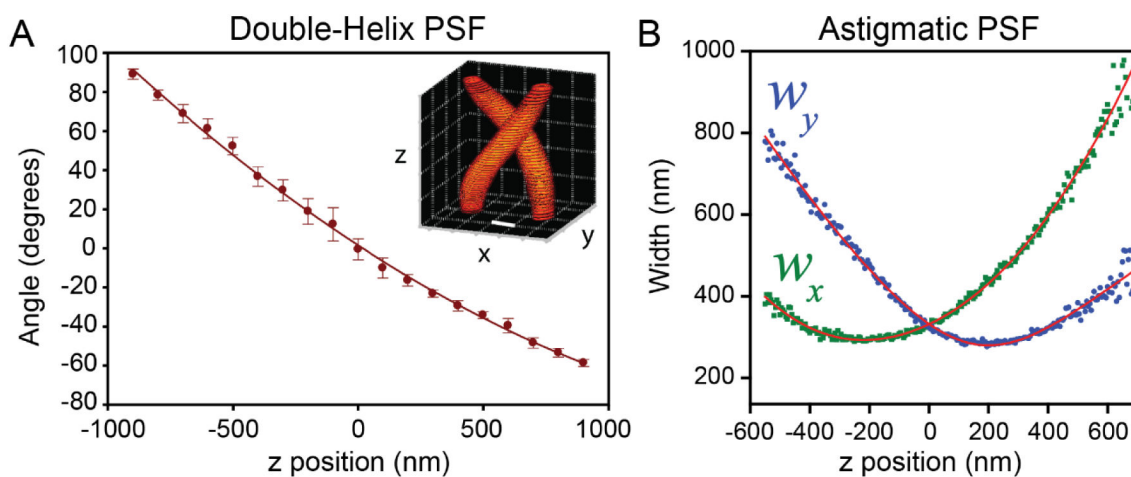 A
Double-Helix PSF
Angle (degrees)
100
80
60
40
20
0
-20
-40
-60
-80
-1000
-500
0
500
1000
z position (nm)
z
x
y
B
Astigmatic PSF
Width (nm)
1000
800
600
400
200
-600
-400
-200
0
200
400
600
z position (nm)
wy
wx